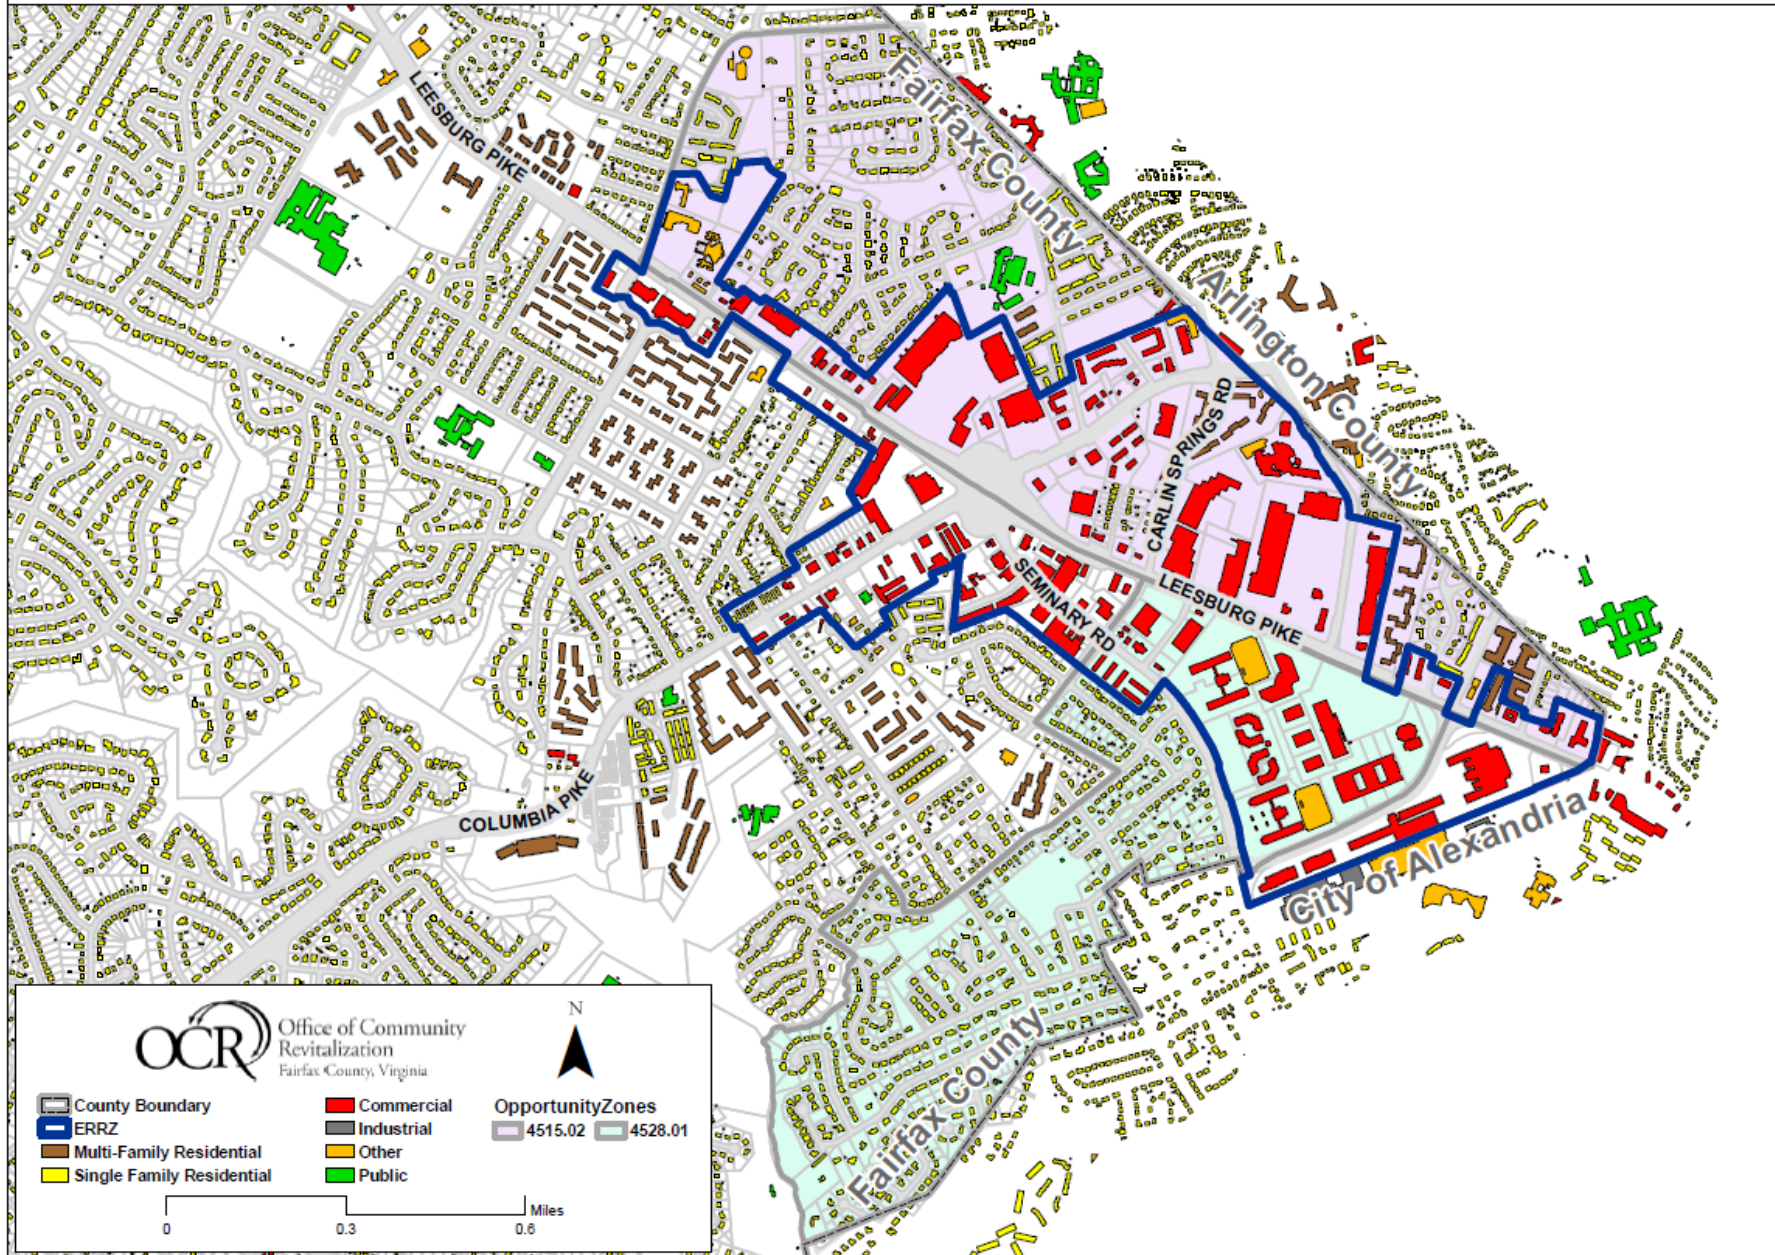 LEESBURG PIKE
Fairfax County
Arlington County
CARLIN SPRINGS RD
SEMINARY RD
LEESBURG PIKE
COLUMBIA PIKE
City of Alexandria
Fairfax County
OCR
Office of Community
Revitalization
Fairfax County, Virginia
N
County Boundary
ERRZ
Multi-Family Residential
Single Family Residential
Commercial
Industrial
Other
Public
OpportunityZones
4515.02 4528.01
Miles
0 0.3 0.6